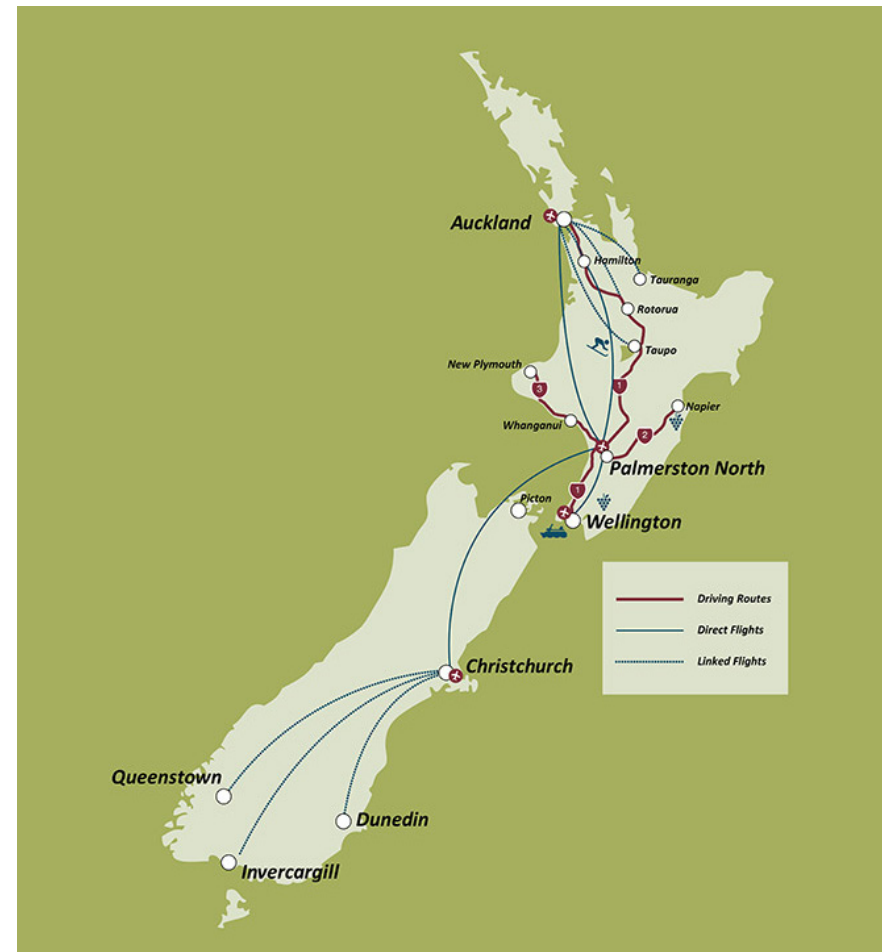 Auckland
Hamilton
Tauranga
Rotorua
Taupo
New Plymouth
3
1
Napier
Whanganui
2
Palmerston North
1
Picton
Wellington
Driving Routes
Direct Flights
Linked Flights
Christchurch
Queenstown
Dunedin
Invercargill